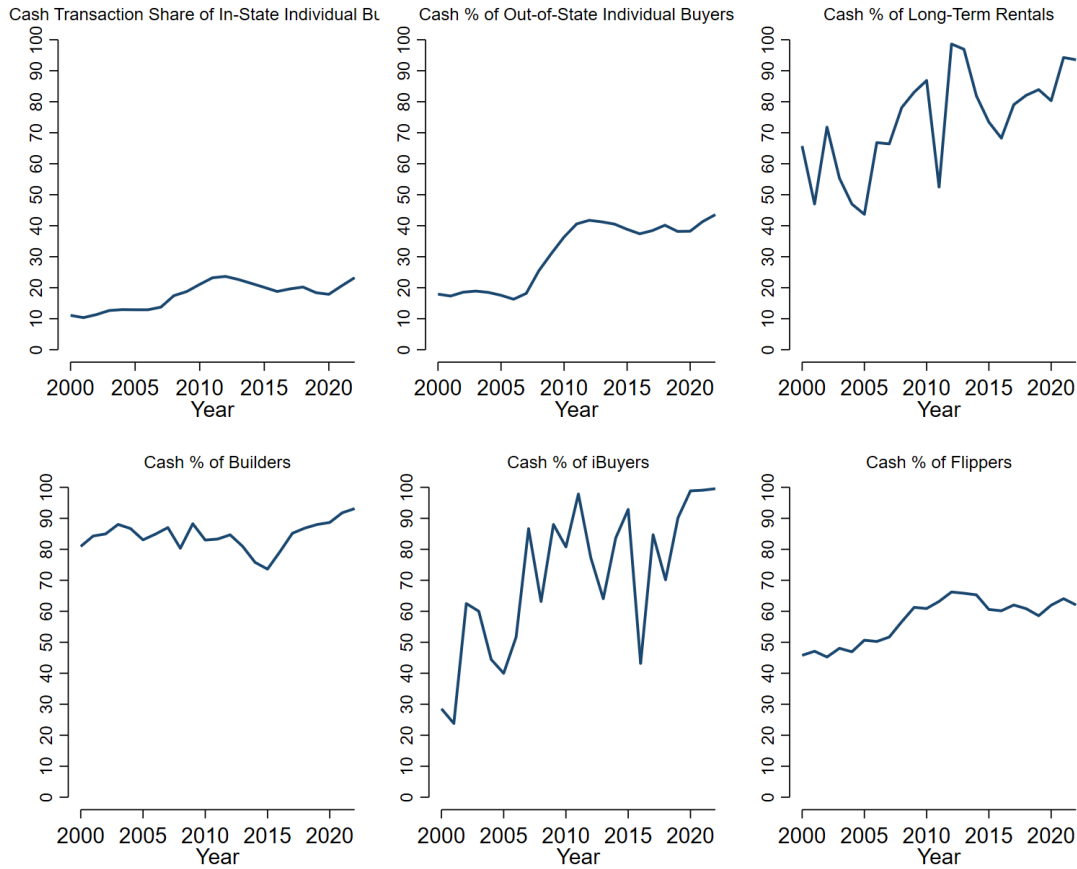 Cash Transaction Share of In-State Individual
Cash % of Out-of-State Individual Buyers
Cash % of Long-Term Rentals
0 10 20 30 40 50 60 70 80 90 100
0 10 20 30 40 50 60 70 80 90 100
0 10 20 30 40 50 60 70 80 90 100
2000 2005 2010 2015 2020
2000 2005 2010 2015 2020
2000 2005 2010 2015 2020
Year
Year
Year
Cash % of Builders
Cash % of iBuyers
Cash % of Flippers
0 10 20 30 40 50 60 70 80 90 100
0 10 20 30 40 50 60 70 80 90 100
0 10 20 30 40 50 60 70 80 90 100
2000 2005 2010 2015 2020
2000 2005 2010 2015 2020
2000 2005 2010 2015 2020
Year
Year
Year